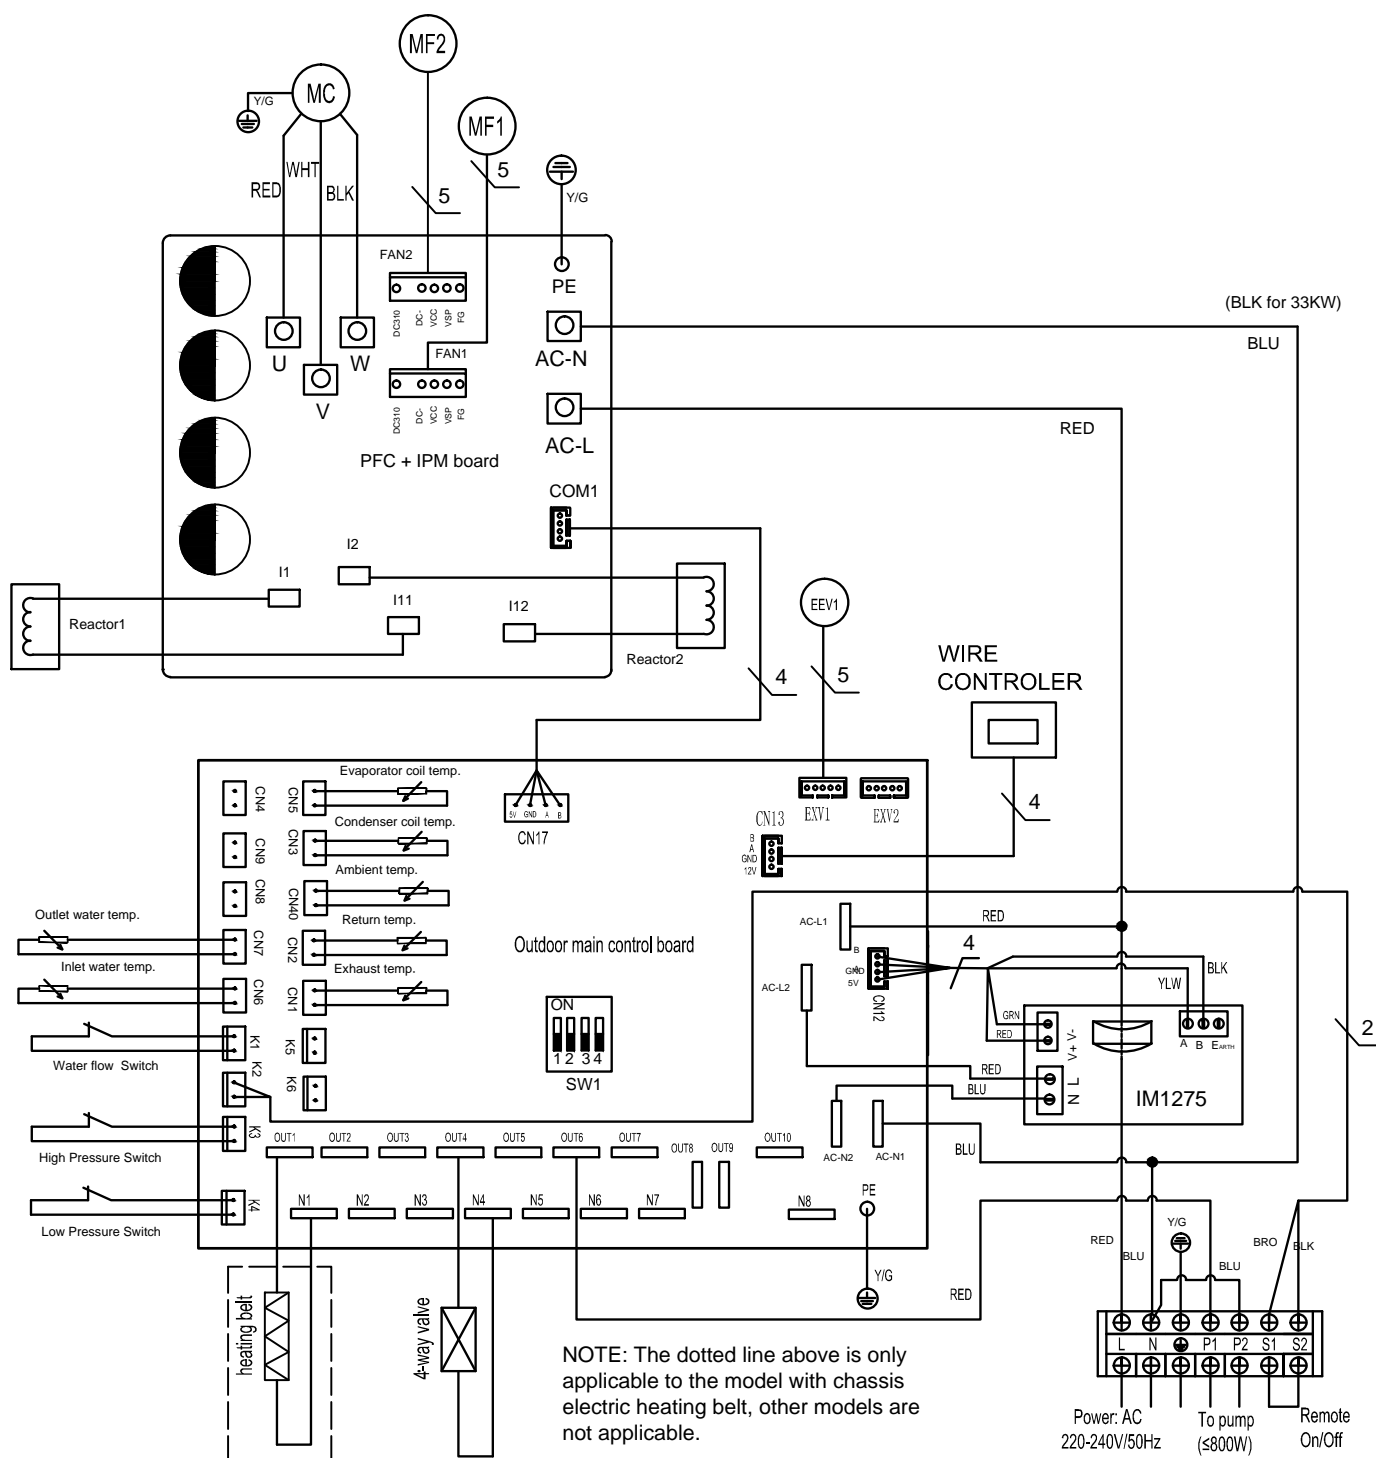 MF2
MC
Y/G
MF1
WHT
RED
BLK
5
5
Y/G
FAN2
PE
DC310
DC-
VCC
VSP
FG
(BLK for 33KW)
BLU
U
W
V
FAN1
AC-N
DC310
DC-
VCC
VSP
FG
RED
AC-L
PFC + IPM board
COM1
I2
I1
I11
I12
Reactor1
Reactor2
EEV1
4
5
WIRE
CONTROLER
4
Evaporator coil temp.
CN4
CN5
5V
GND
A
B
CN17
EXV1
EXV2
CN13
B
A
GND
12V
Condenser coil temp.
CN9
CN3
Ambient temp.
CN8
CN40
Outlet water temp.
CN7
Return temp.
CN2
Outdoor main control board
AC-L1
RED
Inlet water temp.
CN6
Exhaust temp.
CN1
AC-L2
B
A
GND
5V
CN12
4
BLK
YLW
GRN
RED
V+ V-
A
B
EARTH
2
ON
1 2 3 4
SW1
K1
K5
Water flow Switch
K2
K6
RED
BLU
N L
IM1275
K3
High Pressure Switch
OUT1
OUT2
OUT3
OUT4
OUT5
OUT6
OUT7
OUT8
OUT9
OUT10
AC-N2
AC-N1
BLU
K4
Low Pressure Switch
N1
N2
N3
N4
N5
N6
N7
N8
PE
Y/G
RED
RED
BLU
Y/G
BLU
BRO
BLK
heating belt
4-way valve
L
N
P1
P2
S1
S2
NOTE: The dotted line above is only
applicable to the model with chassis
electric heating belt, other models are
not applicable.
Power: AC
220-240V/50Hz
To pump
(≤800W)
Remote
On/Off